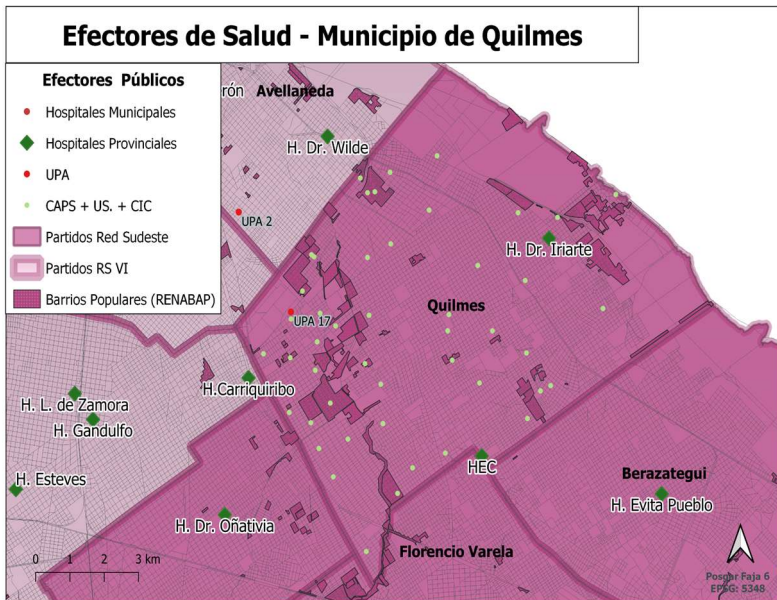 Efectores de Salud - Municipio de Quilmes
Efectores Públicos
Hospitales Municipales
Hospitales Provinciales
UPA
CAPS + US. + CIC
Partidos Red Sudeste
Partidos RS VI
Barrios Populares (RENABAP)
rón
Avellaneda
H. Dr. Wilde
UPA 2
H. Dr. Iriarte
Quilmes
UPA 17
H.Carriquiribo
H. L. de Zamora
H. Gandulfo
H. Esteves
HEC
Berazategui
H. Evita Pueblo
H. Dr. Oñativia
Florencio Varela
0 1 2 3 km
Posgar Faja 6
EPSG: 5348